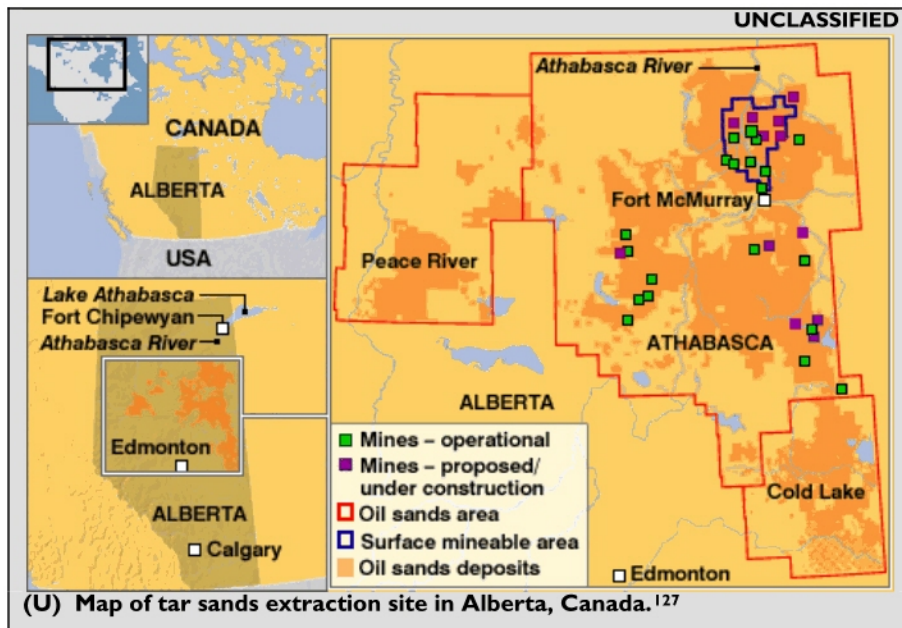 UNCLASSIFIED
CANADA
ALBERTA
USA
Lake Athabasca
Fort Chipewyan
Athabasca River
Edmonton
ALBERTA
Calgary
Athabasca River
Fort McMurray
Peace River
ATHABASCA
ALBERTA
Cold Lake
Edmonton
Mines – operational
Mines – proposed/
under construction
Oil sands area
Surface mineable area
Oil sands deposits
(U) Map of tar sands extraction site in Alberta, Canada.127